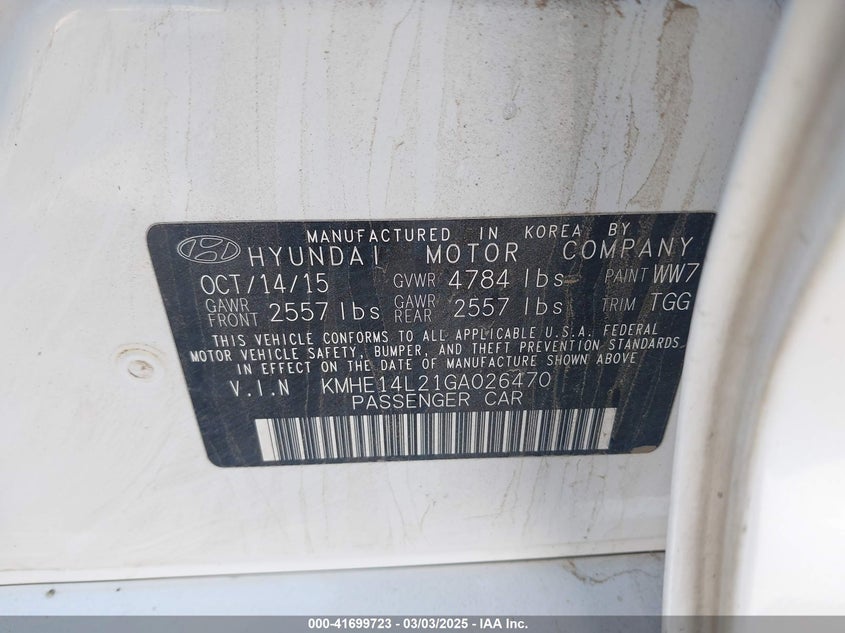 MANUFACTURED IN KOREA BY
HYUNDAI MOTOR COMPANY
OCT/14/15 GVWR 4784 lbs PAINT WW7
GAWR FRONT 2557 lbs GAWR REAR 2557 lbs TRIM TGG
THIS VEHICLE CONFORMS TO ALL APPLICABLE U.S.A. FEDERAL
MOTOR VEHICLE SAFETY, BUMPER, AND THEFT PREVENTION STANDARDS.
IN EFFECT ON THE DATE OF MANUFACTURE SHOWN ABOVE
V.I.N KMHE14L21GA026470
PASSENGER CAR
000-41699723 - 03/03/2025 - IAA Inc.